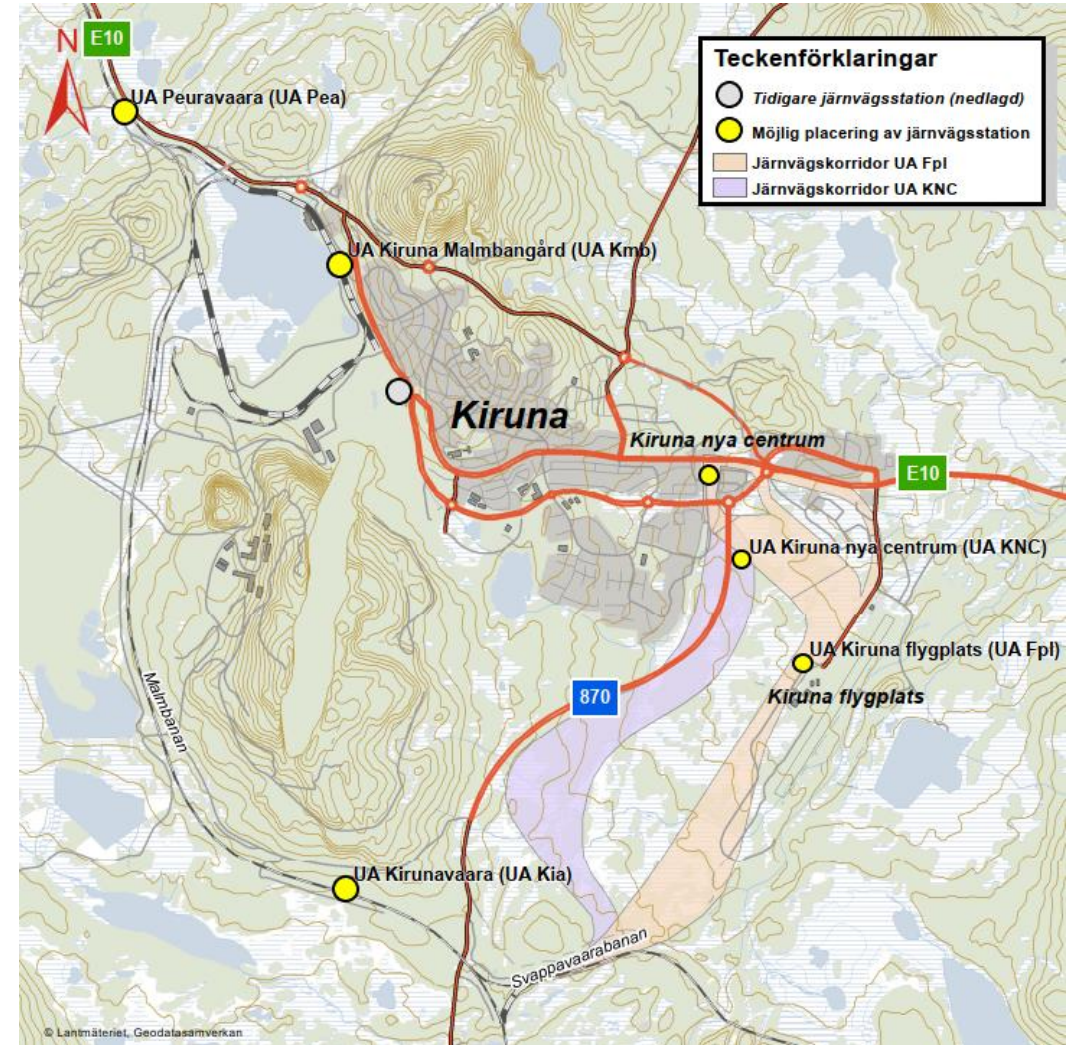 N
E10
UA Peuravaara (UA Pea)
Teckenförklaringar
Tidigare järnvägsstation (nedlagd)
Möjlig placering av järnvägsstation
Järnvägskorridor UA Fpl
Järnvägskorridor UA KNC
UA Kiruna Malmbangård (UA Kmb)
Kiruna
Kiruna nya centrum
E10
UA Kiruna nya centrum (UA KNC)
UA Kiruna flygplats (UA Fpl)
Kiruna flygplats
870
Malmbanan
UA Kirunavaara (UA Kia)
Svappavaarabanan
© Lantmäteriet, Geodatasamverkan